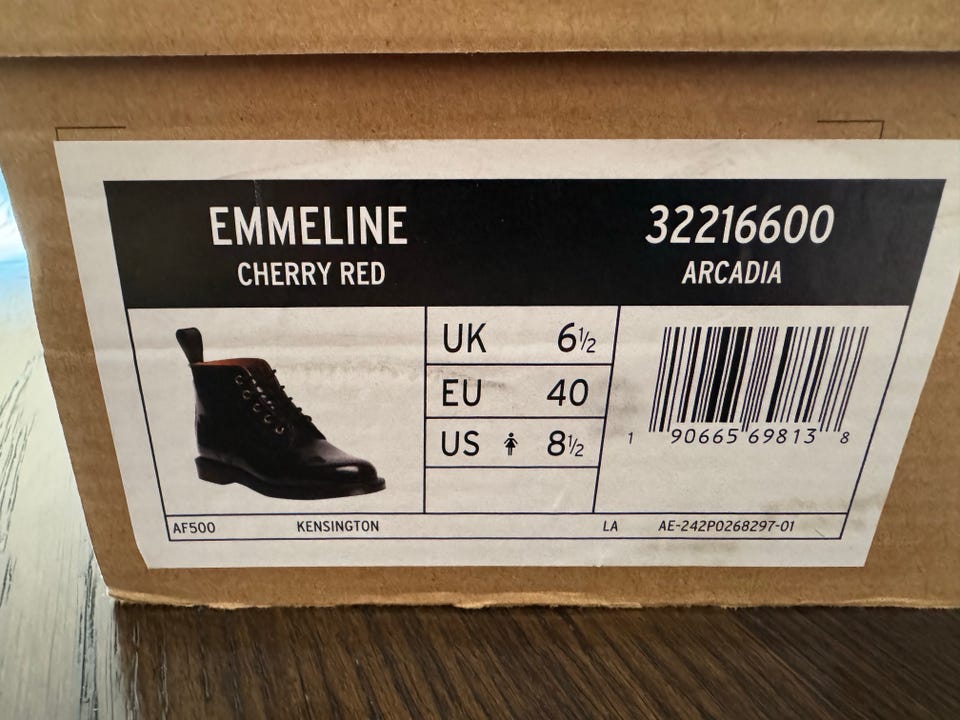 EMMELINE
CHERRY RED
32216600
ARCADIA
UK 6½
EU 40
US 8½
1 90665 69813 8
AF500 KENSINGTON LA AE-242P0268297-01